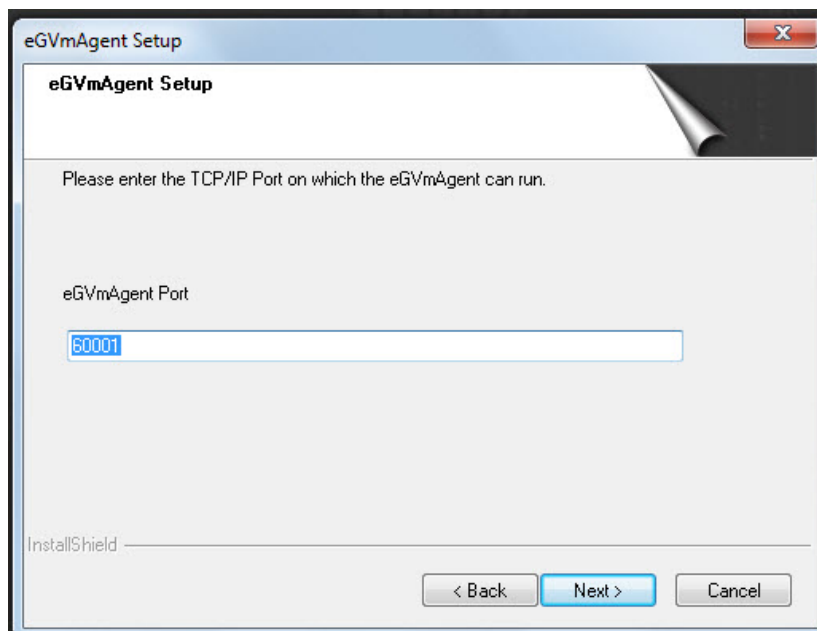 eGVmAgent Setup
eGVmAgent Setup
Please enter the TCP/IP Port on which the eGVmAgent can run.
eGVmAgent Port
60001
InstallShield
< Back Next > Cancel